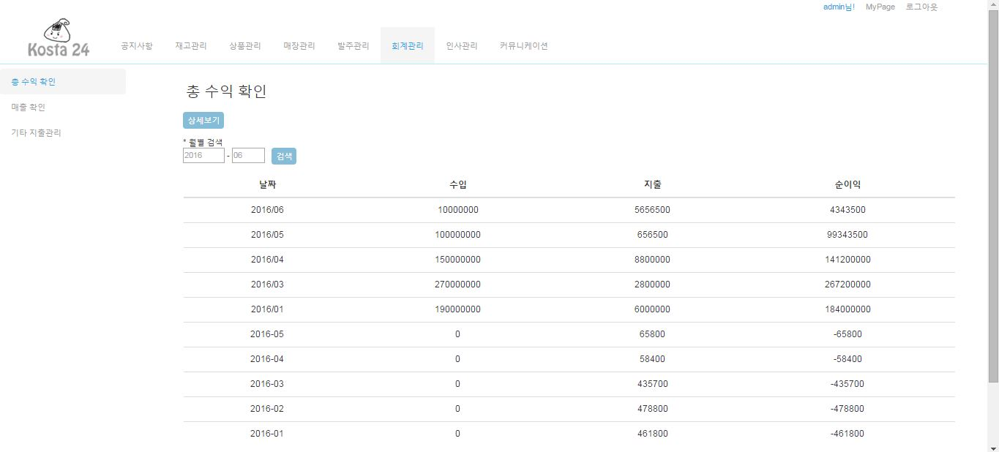 admin님! MyPage 로그아웃
Kosta 24
공지사항 재고관리 상품관리 매장관리 발주관리 회계관리 인사관리 커뮤니케이션
총 수익 확인
매출 확인
기타 지출관리
총 수익 확인
상세보기
* 월별 검색
2016 - 06 검색
날짜 수입 지출 순이익
2016/06 10000000 5656500 4343500
2016/05 100000000 656500 99343500
2016/04 150000000 8800000 141200000
2016/03 270000000 2800000 267200000
2016/01 190000000 6000000 184000000
2016-05 0 65800 -65800
2016-04 0 58400 -58400
2016-03 0 435700 -435700
2016-02 0 478800 -478800
2016-01 0 461800 -461800